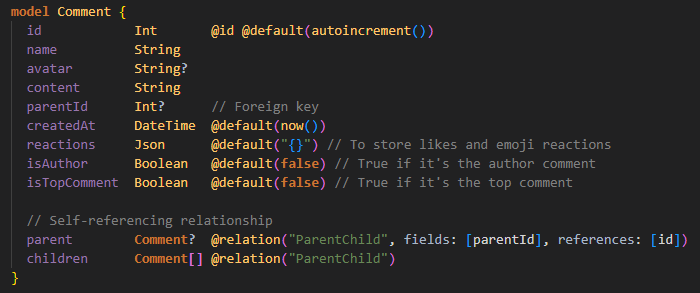 model Comment {
  id            Int       @id @default(autoincrement())
  name          String
  avatar        String?
  content       String
  parentId      Int?      // Foreign key
  createdAt     DateTime  @default(now())
  reactions     Json      @default("{}") // To store likes and emoji reactions
  isAuthor      Boolean   @default(false) // True if it's the author comment
  isTopComment  Boolean   @default(false) // True if it's the top comment

  // Self-referencing relationship
  parent        Comment?  @relation("ParentChild", fields: [parentId], references: [id])
  children      Comment[] @relation("ParentChild")
}